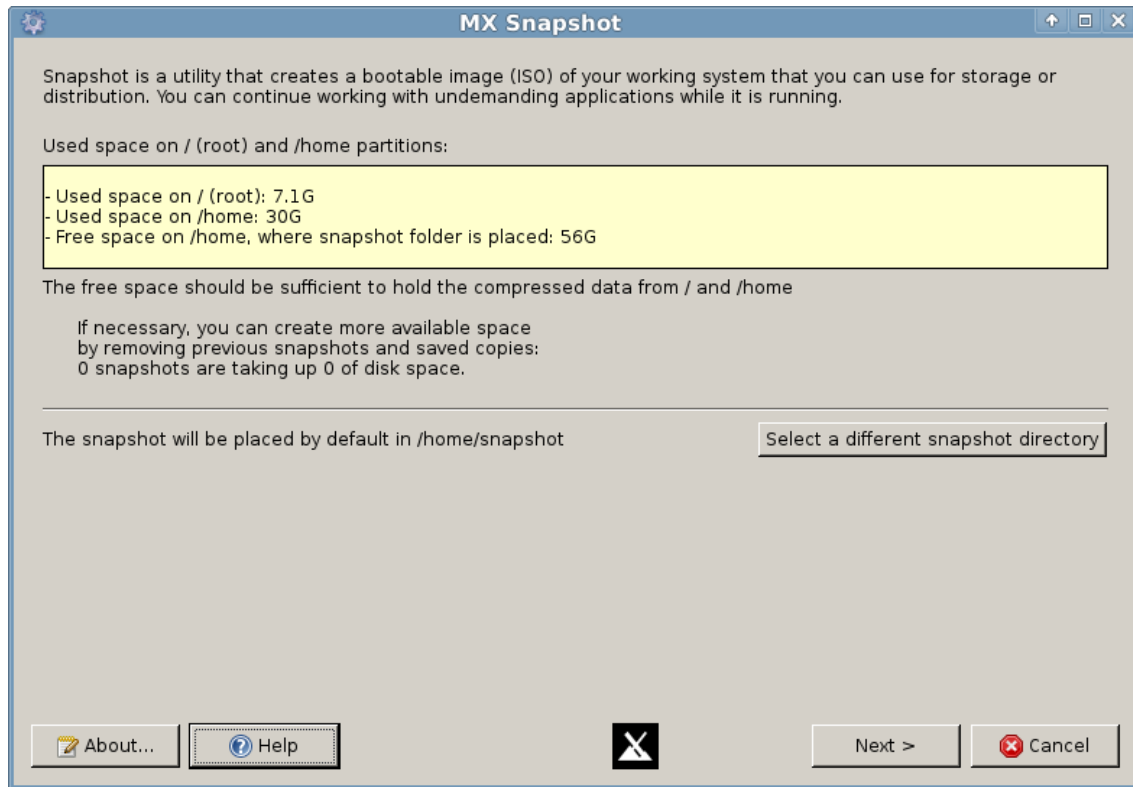 MX Snapshot
Snapshot is a utility that creates a bootable image (ISO) of your working system that you can use for storage or
distribution. You can continue working with undemanding applications while it is running.
Used space on / (root) and /home partitions:
- Used space on / (root): 7.1G
- Used space on /home: 30G
- Free space on /home, where snapshot folder is placed: 56G
The free space should be sufficient to hold the compressed data from / and /home
If necessary, you can create more available space
by removing previous snapshots and saved copies:
0 snapshots are taking up 0 of disk space.
The snapshot will be placed by default in /home/snapshot
Select a different snapshot directory
About...
Help
Next >
Cancel